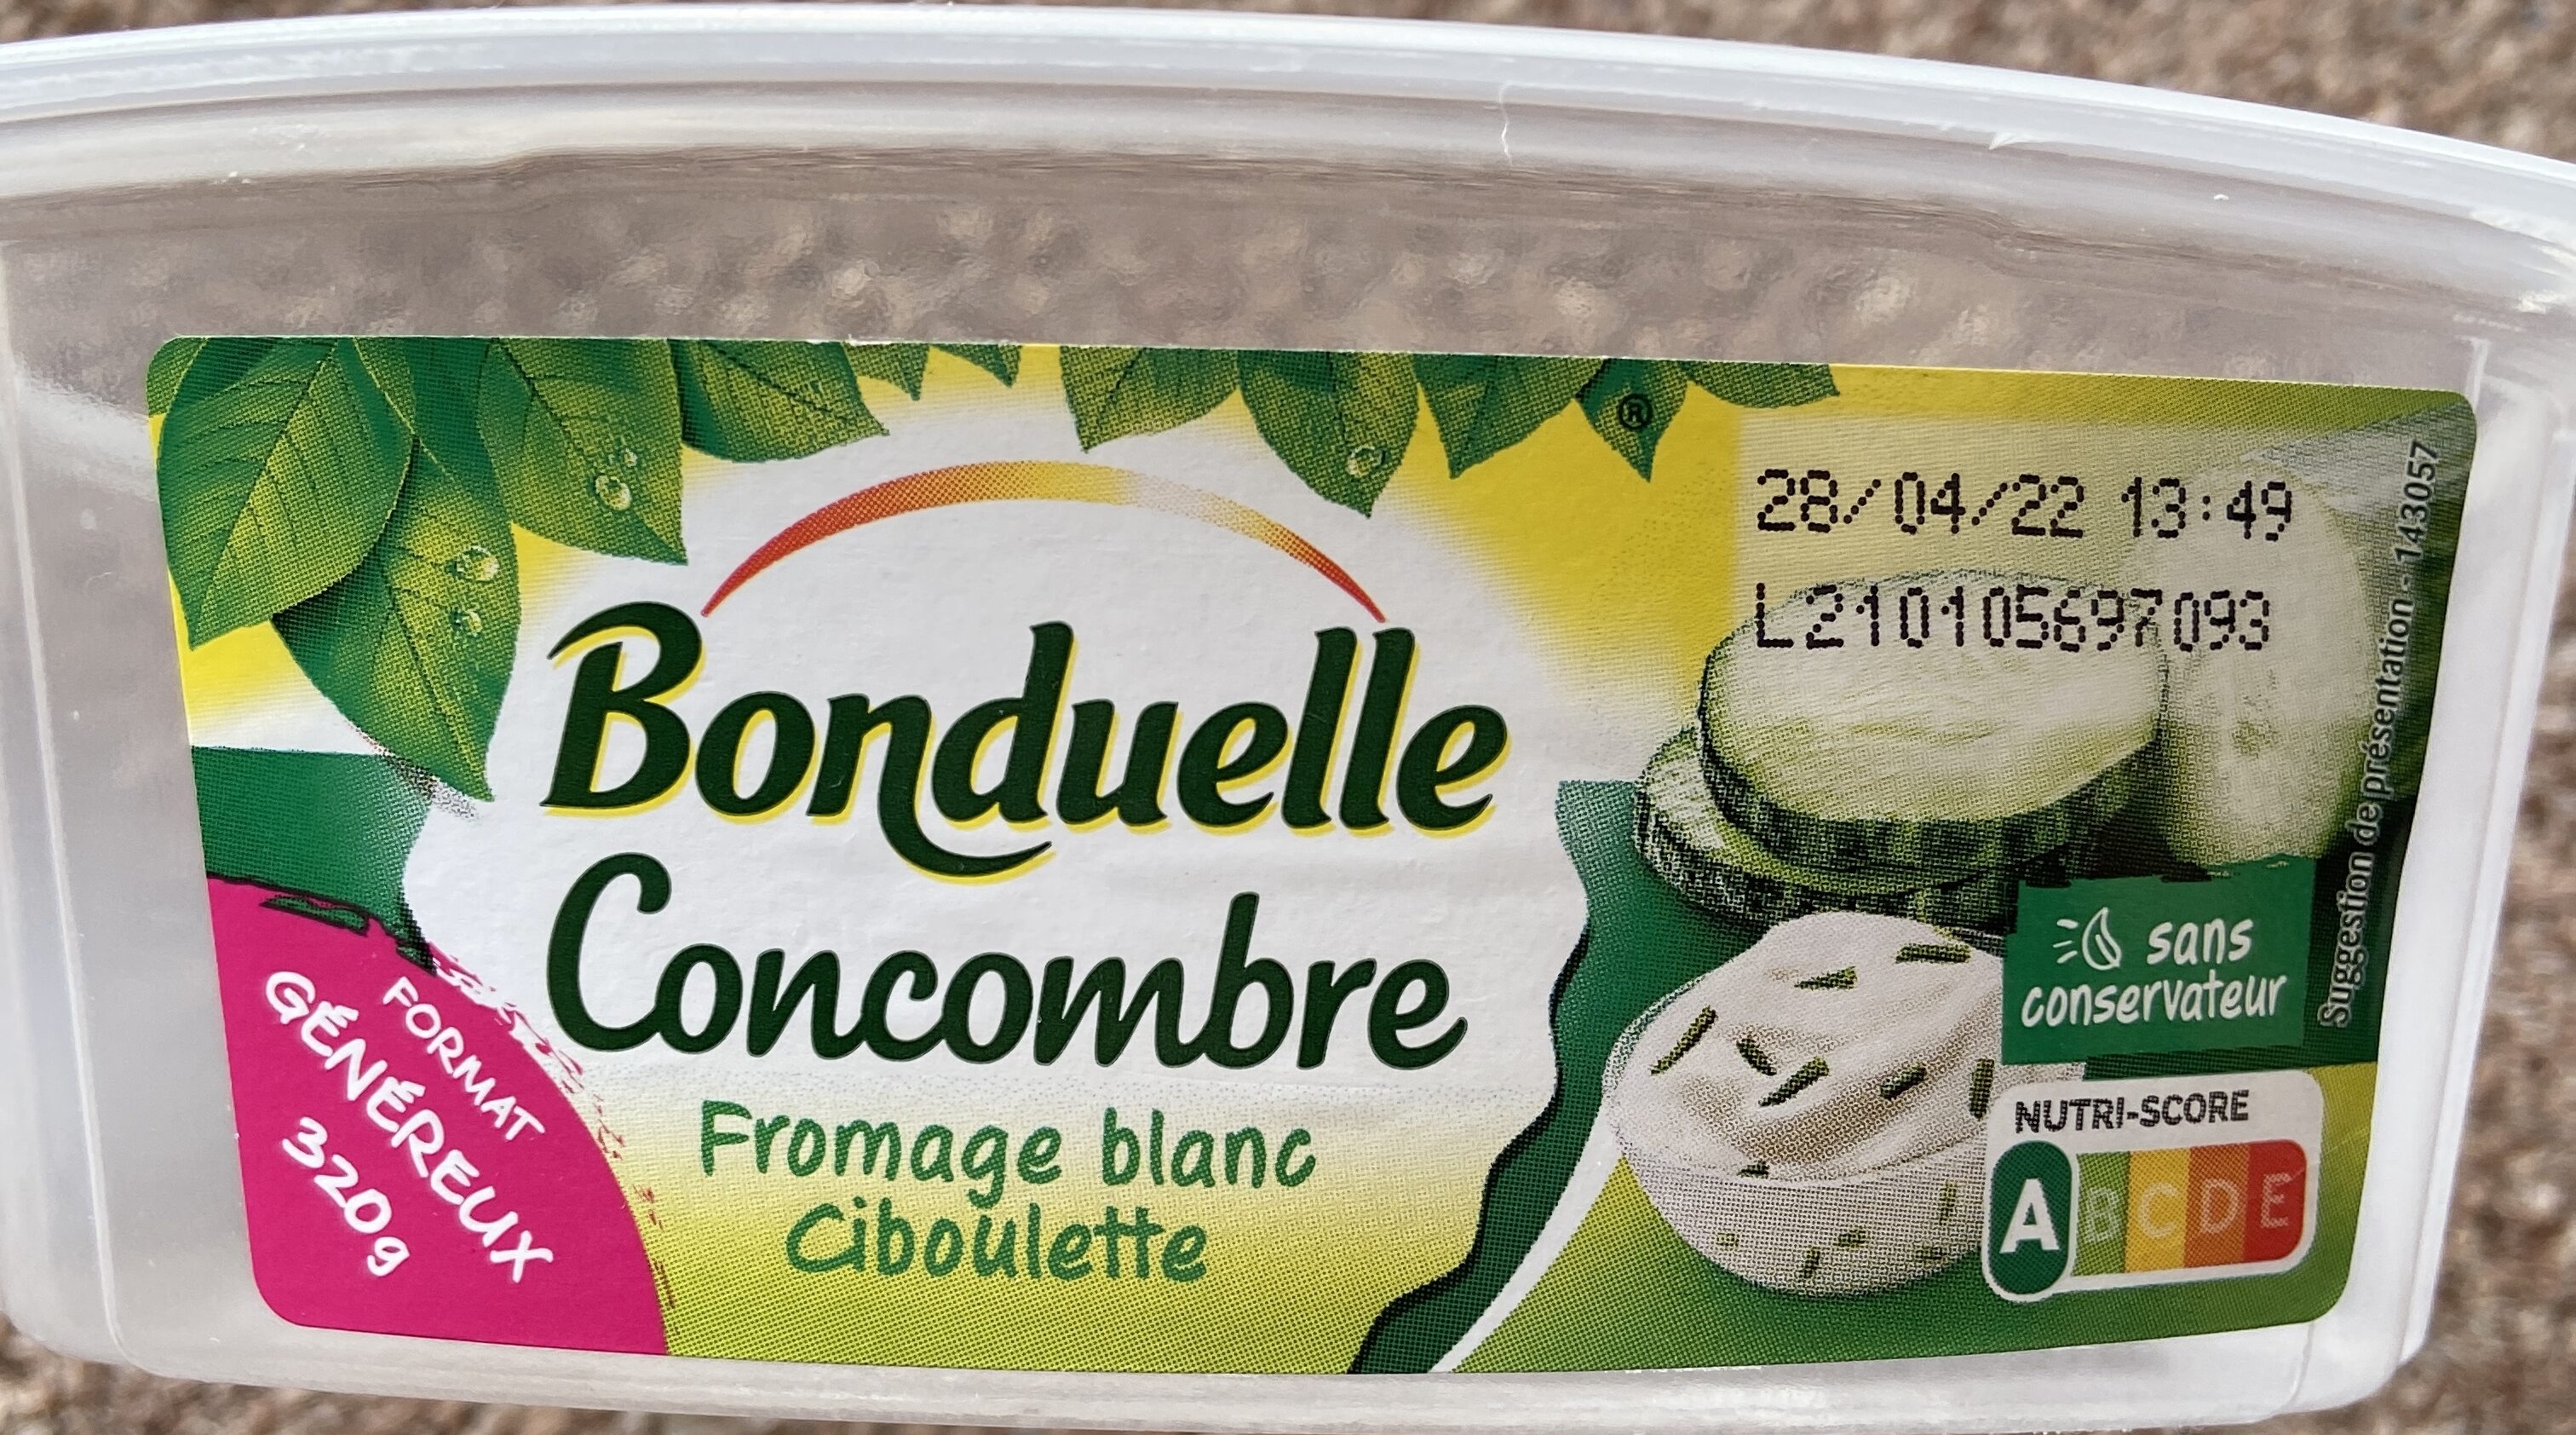 ®
28/04/22 13:49
L210105697093
Bonduelle
Concombre
Fromage blanc
Ciboulette
FORMAT
GÉNÉREUX
320g
sans
conservateur
NUTRI-SCORE
A B C D E
Suggestion de présentation - 143057